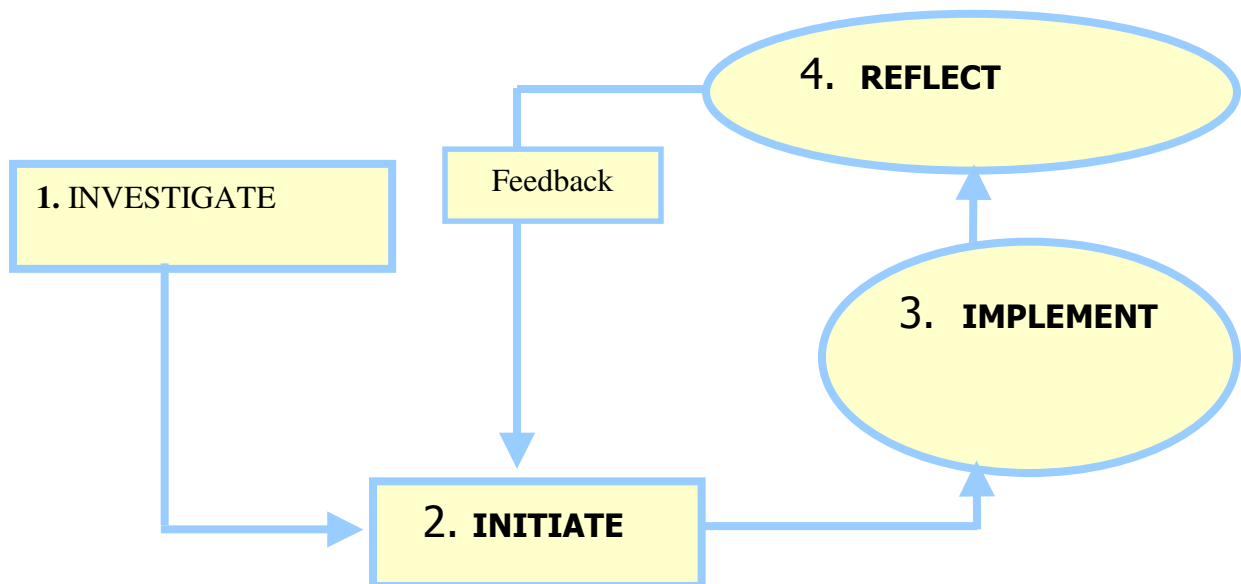 1. INVESTIGATE
2. INITIATE
3. IMPLEMENT
4. REFLECT
Feedback